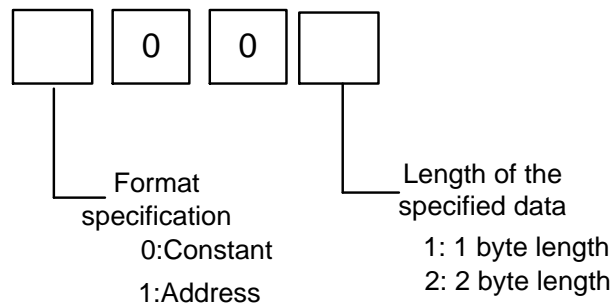 0 0
Format
specification
0:Constant
1:Address
Length of the
specified data
1: 1 byte length
2: 2 byte length